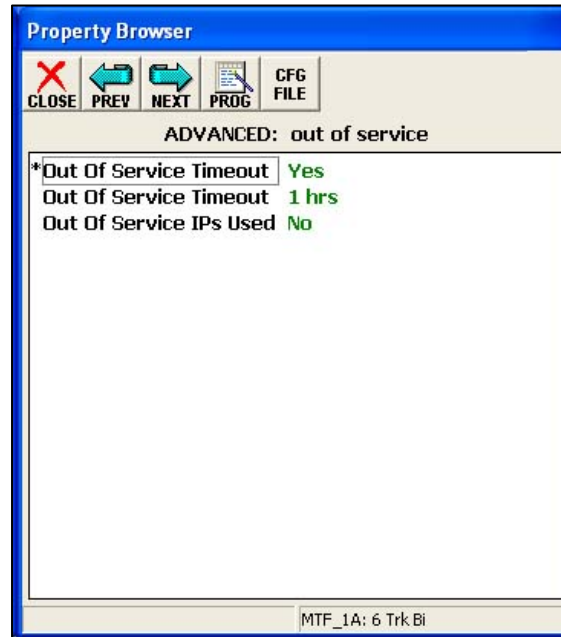 Property Browser
CLOSE PREV NEXT PROG CFG FILE
ADVANCED: out of service
*Out Of Service Timeout Yes
Out Of Service Timeout 1 hrs
Out Of Service IPs Used No
MTF_1A: 6 Trk Bi